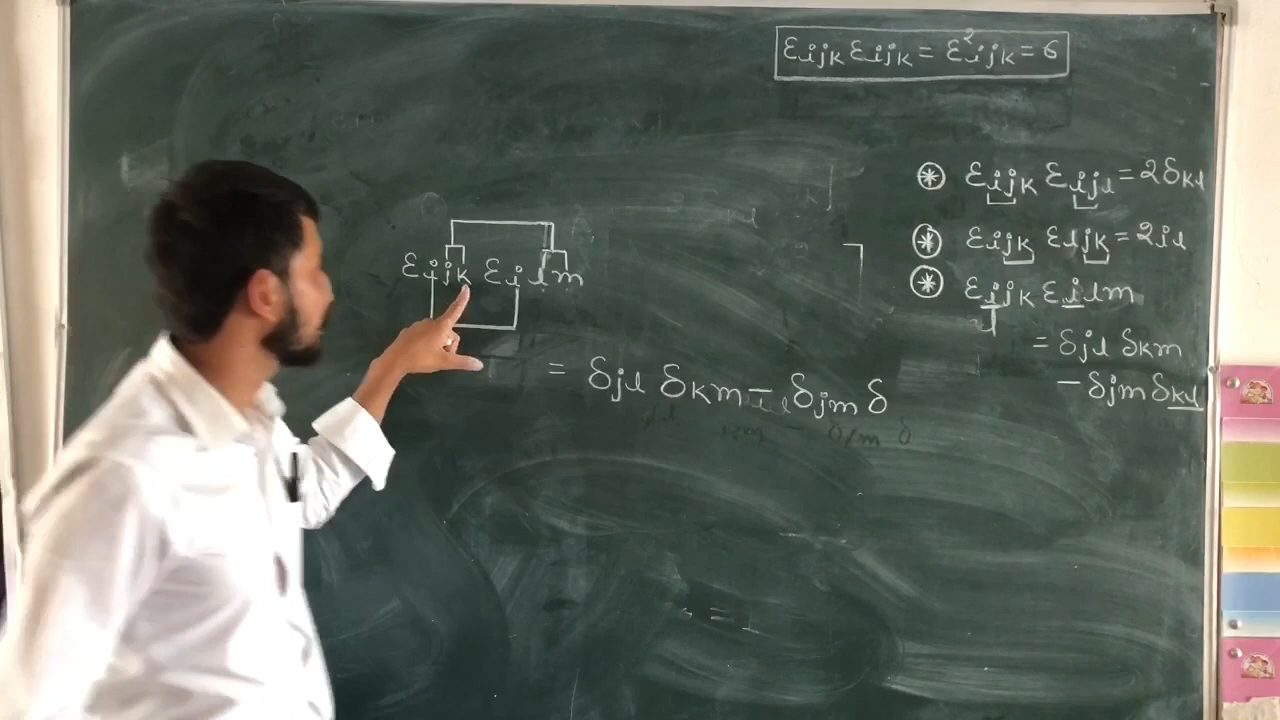 εijk εijk = ε²ijk = 6
⊛ εijk εijl = 2δkl
⊛ εijk εljk = 2il
⊛ εijk εilm
= δjl δkm
- δjm δkl
εijk εilm
= δjl δkm - δjm δ